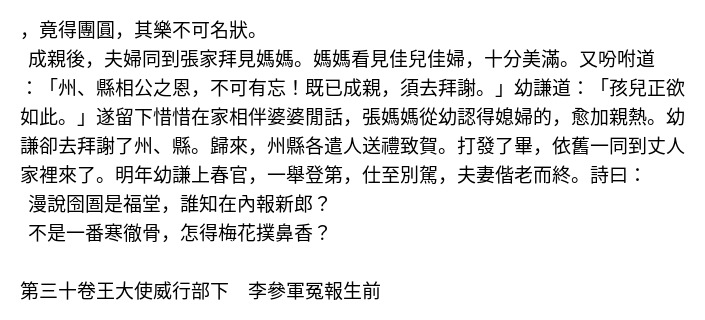 ，竟得團圓，其樂不可名狀。
成親後，夫婦同到張家拜見媽媽。媽媽看見佳兒佳婦，十分美滿。又吩咐道
：「州、縣相公之恩，不可有忘！既已成親，須去拜謝。」幼謙道：「孩兒正欲
如此。」遂留下惜惜在家相伴婆婆閒話，張媽媽從幼認得媳婦的，愈加親熱。幼
謙卻去拜謝了州、縣。歸來，州縣各遣人送禮致賀。打發了畢，依舊一同到丈人
家裡來了。明年幼謙上春官，一舉登第，仕至別駕，夫妻偕老而終。詩曰：
漫說囹圄是福堂，誰知在內報新郎？
不是一番寒徹骨，怎得梅花撲鼻香？
第三十卷王大使威行部下　李參軍冤報生前